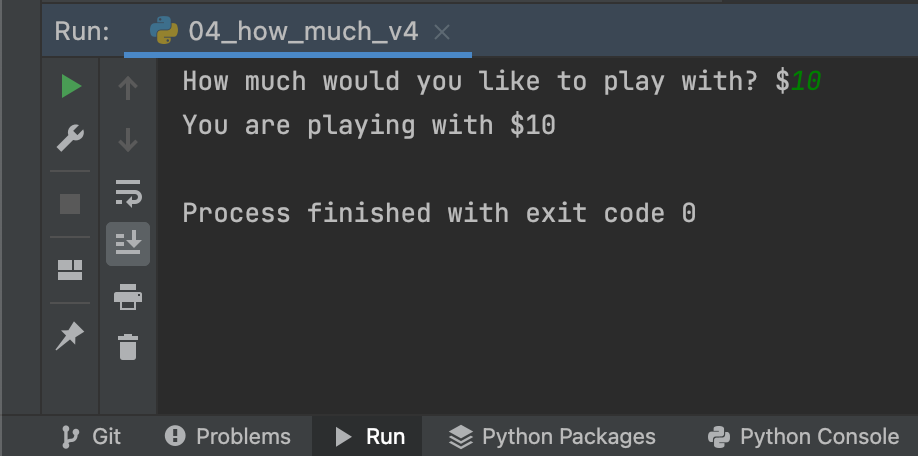 Run: 04_how_much_v4
How much would you like to play with? $10
You are playing with $10
Process finished with exit code 0
Git Problems Run Python Packages Python Console